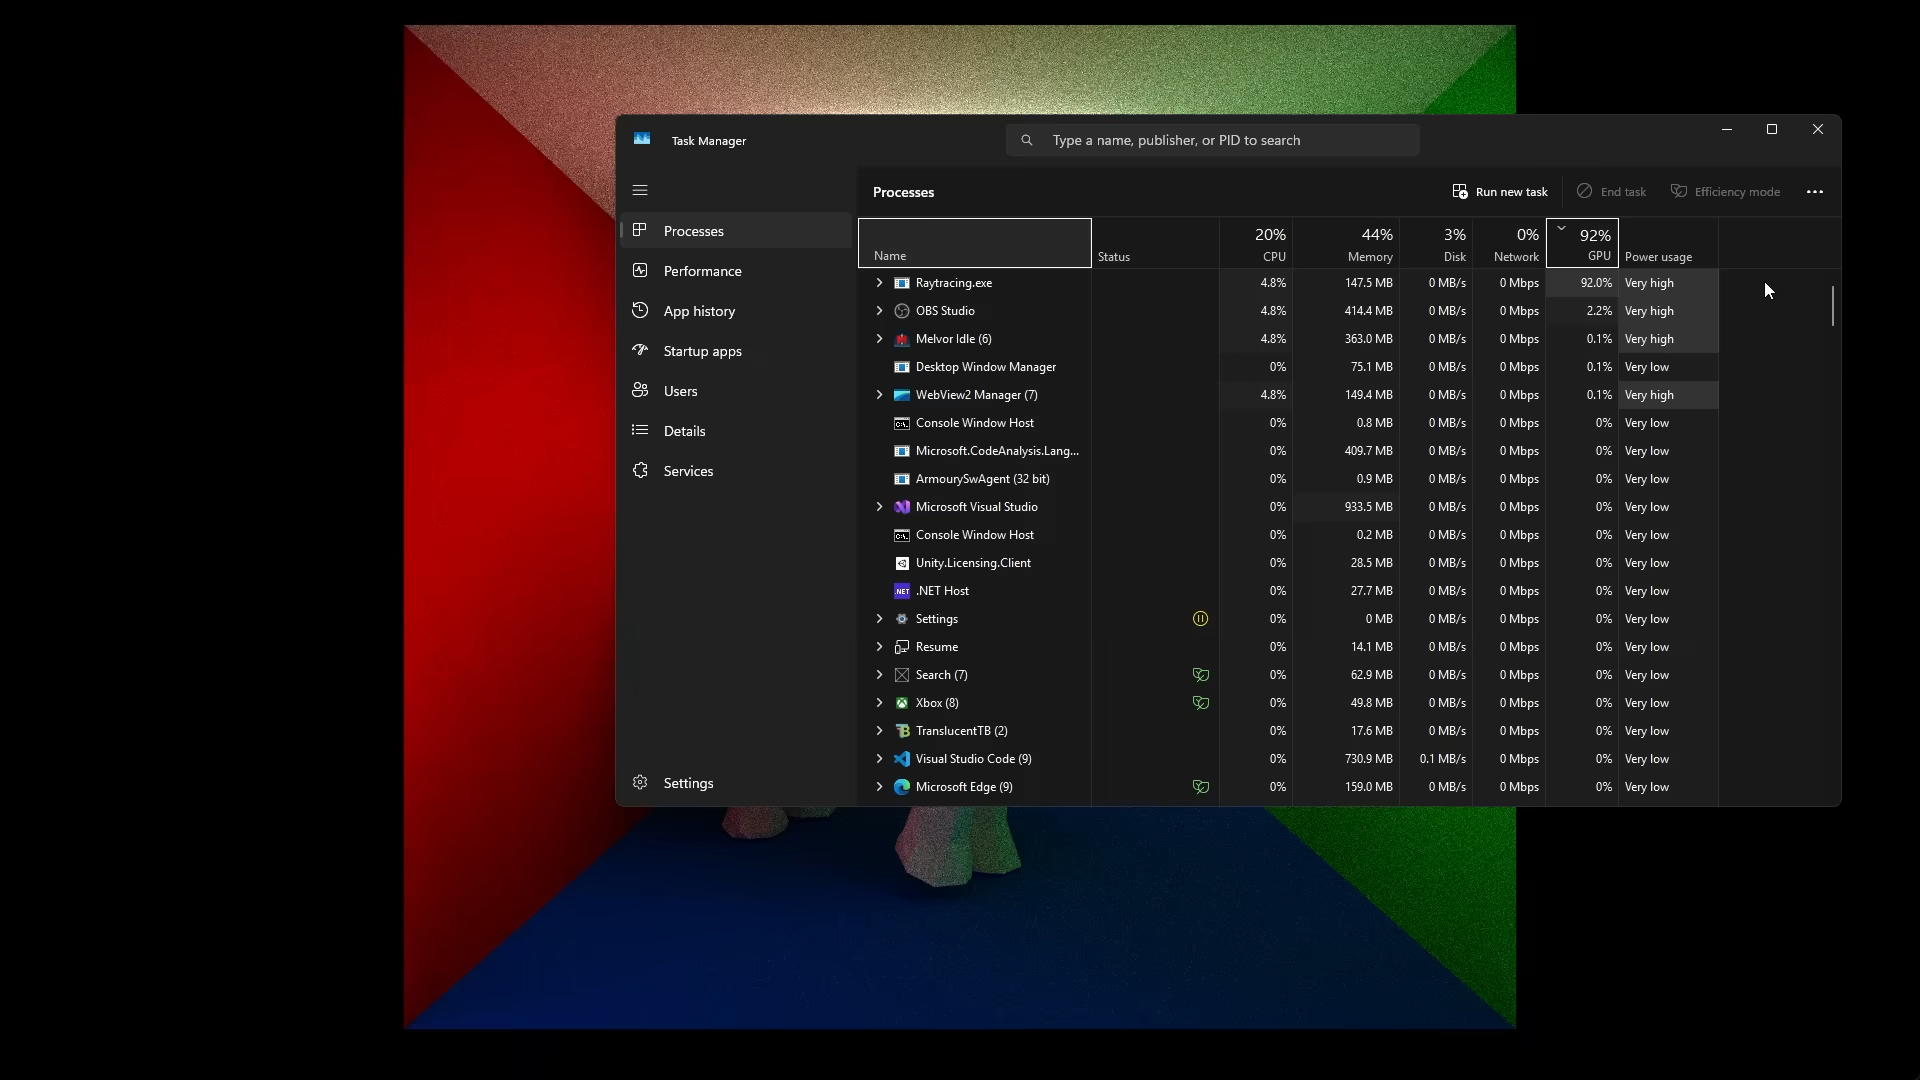 Task Manager
Type a name, publisher, or PID to search
Processes
Run new task
End task
Efficiency mode
Processes
Performance
App history
Startup apps
Users
Details
Services
Settings
Name Status 20% CPU 44% Memory 3% Disk 0% Network 92% GPU Power usage
Raytracing.exe 4.8% 147.5 MB 0 MB/s 0 Mbps 92.0% Very high
OBS Studio 4.8% 414.4 MB 0 MB/s 0 Mbps 2.2% Very high
Melvor Idle (6) 4.8% 363.0 MB 0 MB/s 0 Mbps 0.1% Very high
Desktop Window Manager 0% 75.1 MB 0 MB/s 0 Mbps 0.1% Very low
WebView2 Manager (7) 4.8% 149.4 MB 0 MB/s 0 Mbps 0.1% Very high
Console Window Host 0% 0.8 MB 0 MB/s 0 Mbps 0% Very low
Microsoft.CodeAnalysis.Lang... 0% 409.7 MB 0 MB/s 0 Mbps 0% Very low
ArmourySwAgent (32 bit) 0% 0.9 MB 0 MB/s 0 Mbps 0% Very low
Microsoft Visual Studio 0% 933.5 MB 0 MB/s 0 Mbps 0% Very low
Console Window Host 0% 0.2 MB 0 MB/s 0 Mbps 0% Very low
Unity.Licensing.Client 0% 28.5 MB 0 MB/s 0 Mbps 0% Very low
.NET .NET Host 0% 27.7 MB 0 MB/s 0 Mbps 0% Very low
Settings 0% 0 MB 0 MB/s 0 Mbps 0% Very low
Resume 0% 14.1 MB 0 MB/s 0 Mbps 0% Very low
Search (7) 0% 62.9 MB 0 MB/s 0 Mbps 0% Very low
Xbox (8) 0% 49.8 MB 0 MB/s 0 Mbps 0% Very low
TranslucentTB (2) 0% 17.6 MB 0 MB/s 0 Mbps 0% Very low
Visual Studio Code (9) 0% 730.9 MB 0.1 MB/s 0 Mbps 0% Very low
Microsoft Edge (9) 0% 159.0 MB 0 MB/s 0 Mbps 0% Very low